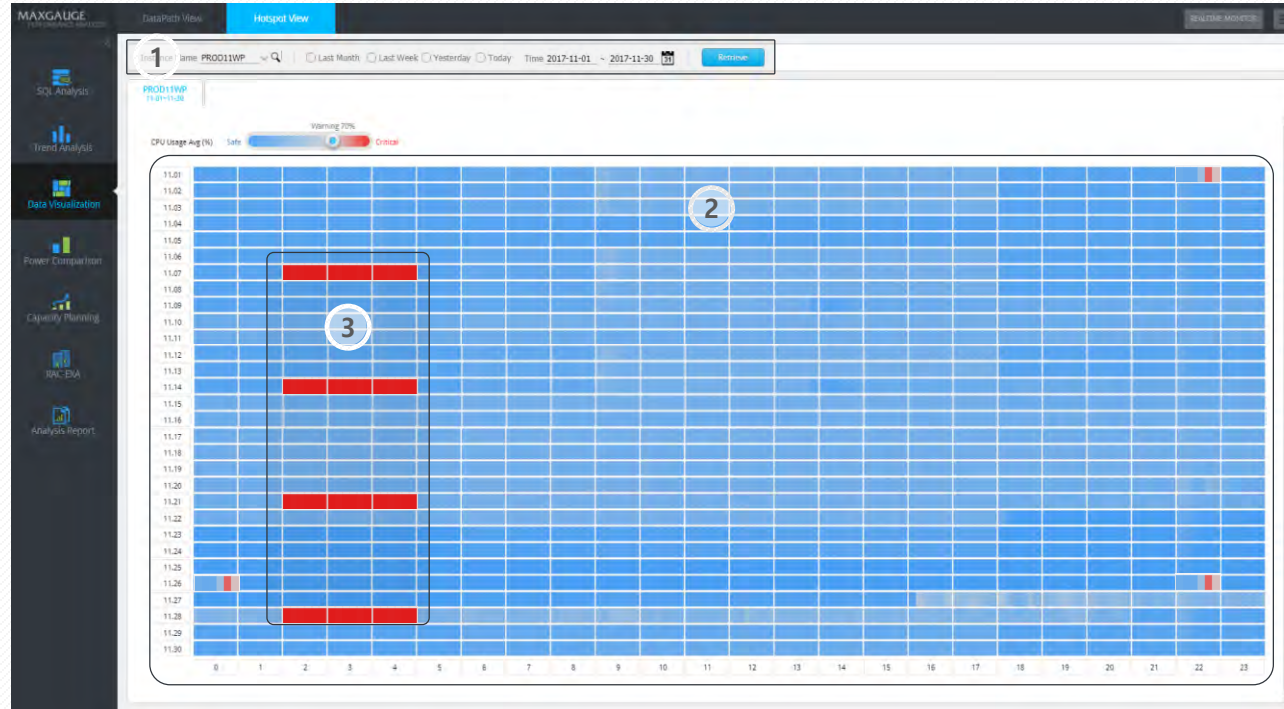 MAXGAUGE
DataPath View
Hotspot View
REALTIME MONITOR
1
Name PROD11WP
Last Month
Last Week
Yesterday
Today
Time 2017-11-01 ~ 2017-11-30
31
Retrieve
SQL Analysis
Trend Analysis
Data Visualization
Power Comparison
Capacity Planning
RAC EXA
Analysis Report
PROD11WP
Warning 70%
CPU Usage Avg (%)
Safe
Critical
11.01
11.02
11.03
11.04
11.05
11.06
11.07
11.08
11.09
11.10
11.11
11.12
11.13
11.14
11.15
11.16
11.17
11.18
11.19
11.20
11.21
11.22
11.23
11.24
11.25
11.26
11.27
11.28
11.29
11.30
2
3
0 1 2 3 4 5 6 7 8 9 10 11 12 13 14 15 16 17 18 19 20 21 22 23